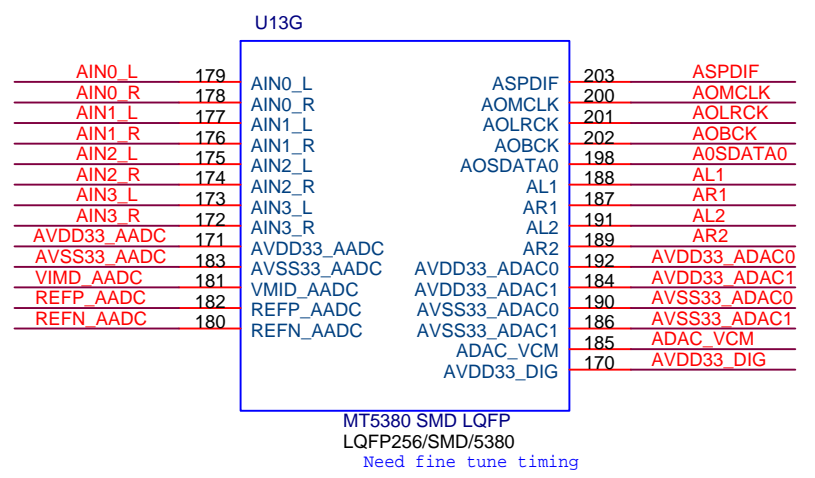 U13G
AIN0_L 179 AIN0_L ASPDIF 203 ASPDIF
AIN0_R 178 AIN0_R AOMCLK 200 AOMCLK
AIN1_L 177 AIN1_L AOLRCK 201 AOLRCK
AIN1_R 176 AIN1_R AOBCK 202 AOBCK
AIN2_L 175 AIN2_L AOSDATA0 198 A0SDATA0
AIN2_R 174 AIN2_R AL1 188 AL1
AIN3_L 173 AIN3_L AR1 187 AR1
AIN3_R 172 AIN3_R AL2 191 AL2
AVDD33_AADC 171 AVDD33_AADC AR2 189 AR2
AVSS33_AADC 183 AVSS33_AADC AVDD33_ADAC0 192 AVDD33_ADAC0
VIMD_AADC 181 VMID_AADC AVDD33_ADAC1 184 AVDD33_ADAC1
REFP_AADC 182 REFP_AADC AVSS33_ADAC0 190 AVSS33_ADAC0
REFN_AADC 180 REFN_AADC AVSS33_ADAC1 186 AVSS33_ADAC1
ADAC_VCM 185 ADAC_VCM
AVDD33_DIG 170 AVDD33_DIG
MT5380 SMD LQFP
LQFP256/SMD/5380
Need fine tune timing